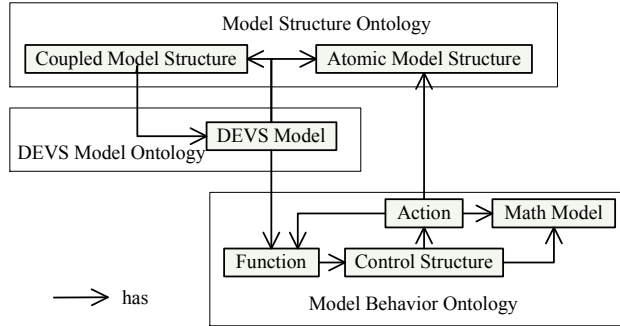 Model Structure Ontology
Coupled Model Structure
Atomic Model Structure
DEVS Model
DEVS Model Ontology
Action
Math Model
Function
Control Structure
has
Model Behavior Ontology